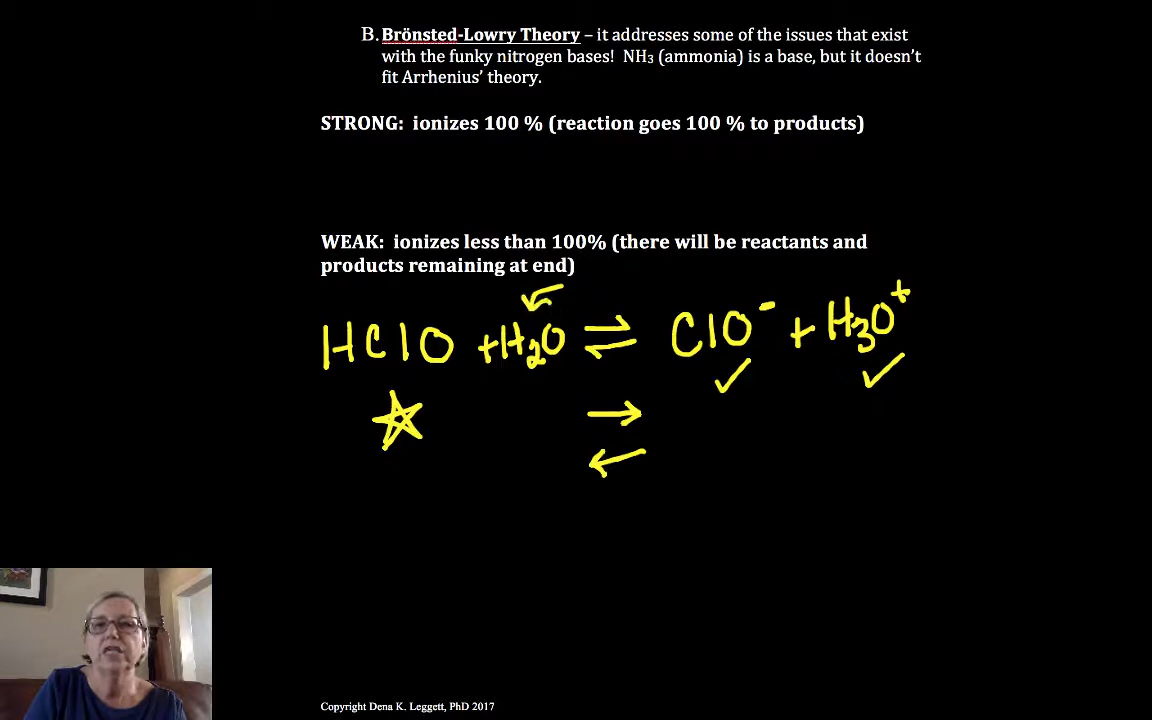 B. Brönsted-Lowry Theory – it addresses some of the issues that exist
with the funky nitrogen bases! NH₃ (ammonia) is a base, but it doesn't
fit Arrhenius' theory.
STRONG: ionizes 100 % (reaction goes 100 % to products)
WEAK: ionizes less than 100% (there will be reactants and
products remaining at end)
HClO + H₂O ⇌ ClO⁻ + H₃O⁺
Copyright Dena K. Leggett, PhD 2017